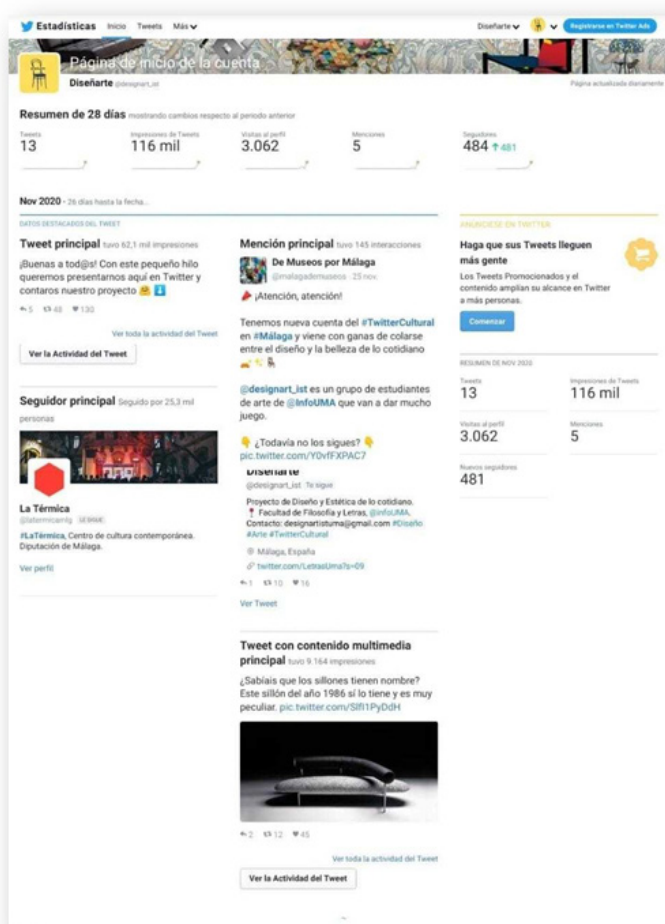 Estadísticas Inicio Tweets Más Diseñarte Registrarse en Twitter Ads
Página de inicio de la cuenta
Diseñarte @designart_ist Página actualizada diariamente
Resumen de 28 días mostrando cambios respecto al periodo anterior
Tweets Impresiones de Tweets Visitas al perfil Menciones Seguidores
13 116 mil 3.062 5 484 ↑481
Nov 2020 · 26 días hasta la fecha...
DATOS DESTACADOS DEL TWEET
Tweet principal tuvo 62,1 mil impresiones
¡Buenas a tod@s! Con este pequeño hilo
queremos presentarnos aquí en Twitter y
contaros nuestro proyecto 🤗 ⬇️
5 48 130
Ver toda la actividad del Tweet
Ver la Actividad del Tweet
Seguidor principal Seguido por 25,3 mil
personas
La Térmica
@latermicamlg LE SIGUE
#LaTérmica, Centro de cultura contemporánea.
Diputación de Málaga.
Ver perfil
Mención principal tuvo 145 interacciones
De Museos por Málaga
@malagademuseos · 25 nov.
📣 ¡Atención, atención!
Tenemos nueva cuenta del #TwitterCultural
en #Málaga y viene con ganas de colarse
entre el diseño y la belleza de lo cotidiano
@designart_ist es un grupo de estudiantes
de arte de @InfoUMA que van a dar mucho
juego.
👇 ¿Todavía no los sigues? 👇
pic.twitter.com/Y0vfFXPAC7
Diseñarte
@designart_ist Te sigue
Proyecto de Diseño y Estética de lo cotidiano.
📍 Facultad de Filosofía y Letras, @infoUMA.
Contacto: designartistuma@gmail.com #Diseño
#Arte #TwitterCultural
Málaga, España
twitter.com/LetrasUma?s=09
1 10 16
Ver Tweet
Tweet con contenido multimedia
principal tuvo 9.164 impresiones
¿Sabíais que los sillones tienen nombre?
Este sillón del año 1986 sí lo tiene y es muy
peculiar. pic.twitter.com/SIfI1PyDdH
2 12 45
Ver toda la actividad del Tweet
Ver la Actividad del Tweet
ANÚNCIESE EN TWITTER
Haga que sus Tweets lleguen
más gente
Los Tweets Promocionados y el
contenido amplían su alcance en Twitter
a más personas.
Comenzar
RESUMEN DE NOV 2020
Tweets Impresiones de Tweets
13 116 mil
Visitas al perfil Menciones
3.062 5
Nuevos seguidores
481